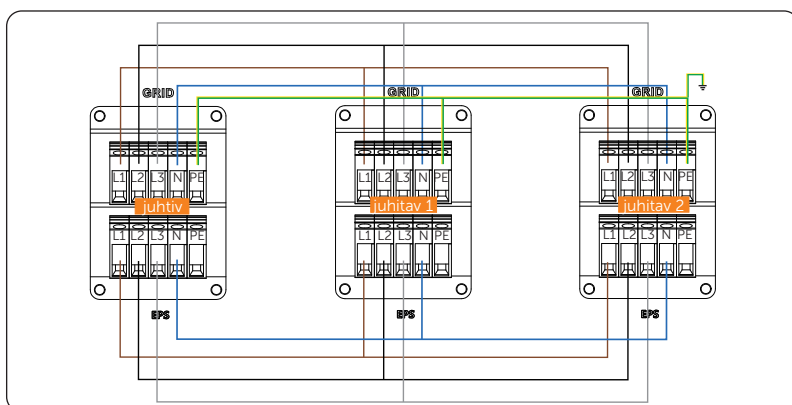 GRID GRID GRID
L1 L2 L3 N PE L1 L2 L3 N PE L1 L2 L3 N PE
juhtiv juhitav 1 juhitav 2
L1 L2 L3 N PE L1 L2 L3 N PE L1 L2 L3 N PE
EPS EPS EPS